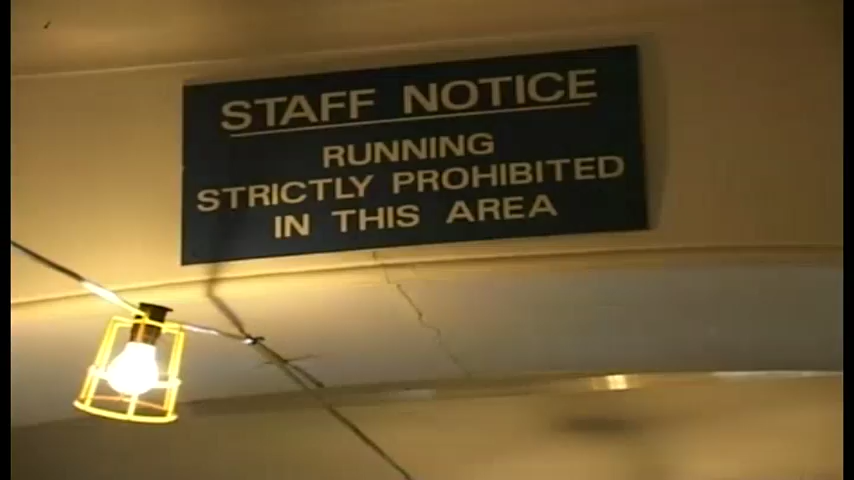 STAFF NOTICE
RUNNING
STRICTLY PROHIBITED
IN THIS AREA